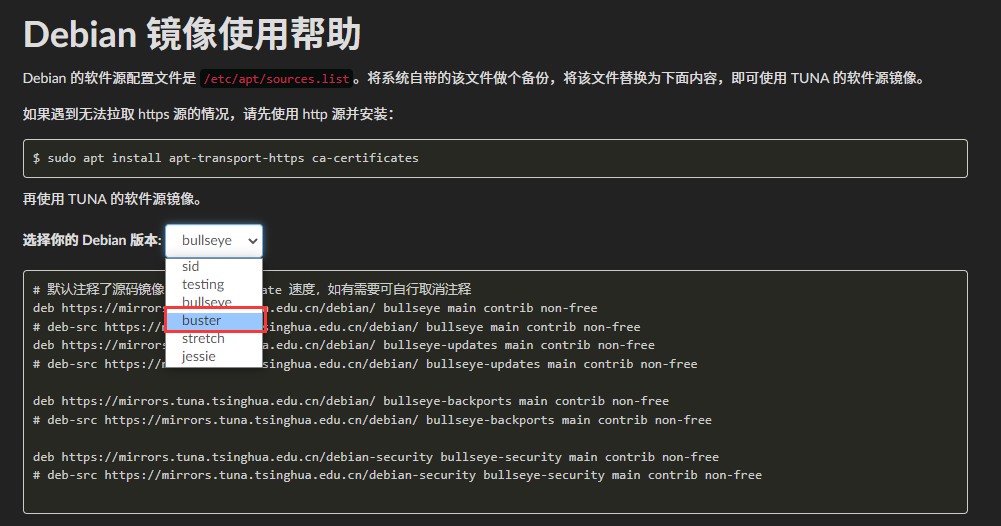 Debian 镜像使用帮助
Debian 的软件源配置文件是 /etc/apt/sources.list。将系统自带的该文件做个备份，将该文件替换为下面内容，即可使用 TUNA 的软件源镜像。
如果遇到无法拉取 https 源的情况，请先使用 http 源并安装：
$ sudo apt install apt-transport-https ca-certificates
再使用 TUNA 的软件源镜像。
选择你的 Debian 版本: bullseye
sid
testing
bullseye
buster
stretch
jessie
# 默认注释了源码镜像 te 速度，如有需要可自行取消注释
deb https://mirrors.tuna.tsinghua.edu.cn/debian/ bullseye main contrib non-free
# deb-src https://mirrors.tuna.tsinghua.edu.cn/debian/ bullseye main contrib non-free
deb https://mirrors.tuna.tsinghua.edu.cn/debian/ bullseye-updates main contrib non-free
# deb-src https://mirrors.tuna.tsinghua.edu.cn/debian/ bullseye-updates main contrib non-free
deb https://mirrors.tuna.tsinghua.edu.cn/debian/ bullseye-backports main contrib non-free
# deb-src https://mirrors.tuna.tsinghua.edu.cn/debian/ bullseye-backports main contrib non-free
deb https://mirrors.tuna.tsinghua.edu.cn/debian-security bullseye-security main contrib non-free
# deb-src https://mirrors.tuna.tsinghua.edu.cn/debian-security bullseye-security main contrib non-free